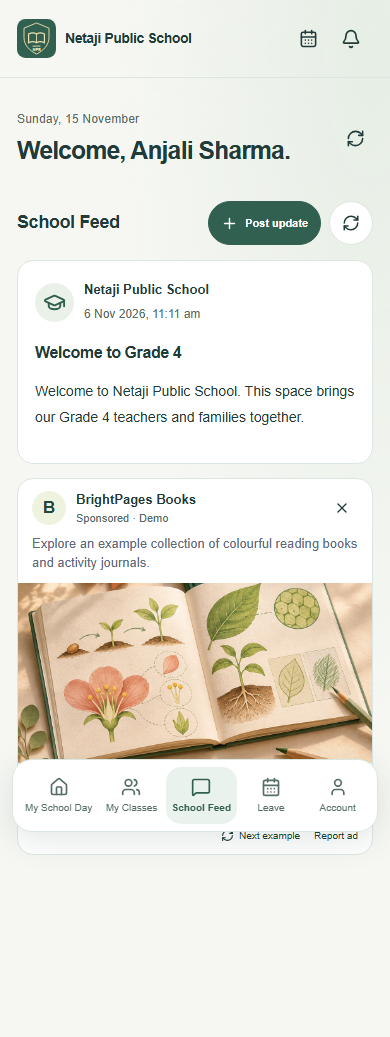 Netaji Public School
Sunday, 15 November
Welcome, Anjali Sharma.
School Feed
Post update
Netaji Public School
6 Nov 2026, 11:11 am
Welcome to Grade 4
Welcome to Netaji Public School. This space brings
our Grade 4 teachers and families together.
B
BrightPages Books
Sponsored · Demo
Explore an example collection of colourful reading books
and activity journals.
My School Day
My Classes
School Feed
Leave
Account
Next example
Report ad